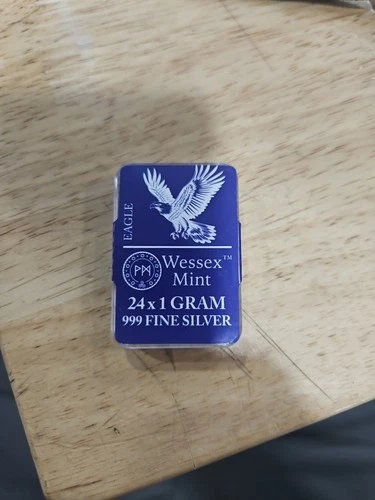 EAGLE
Wessex™
Mint
24 x 1 GRAM
999 FINE SILVER